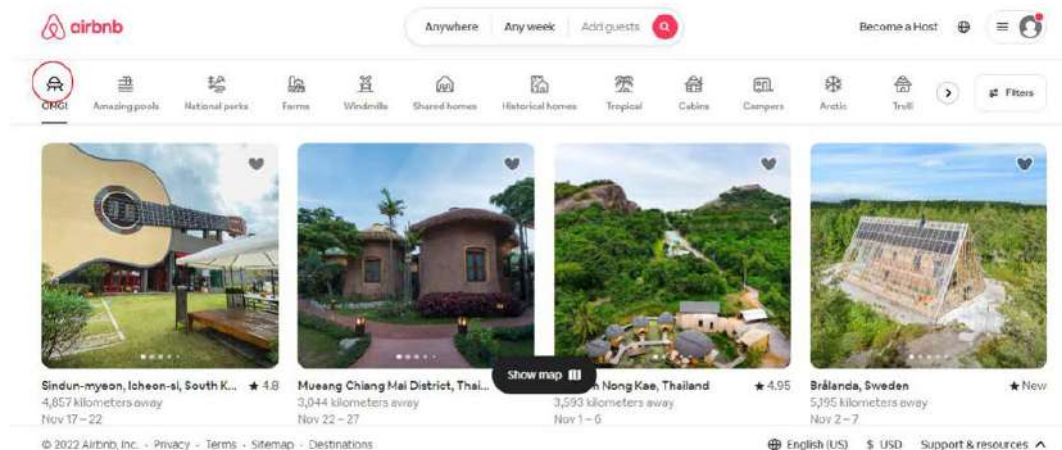 airbnb
Anywhere Any week Add guests
Become a Host
OMG! Amazing pools National parks Farms Windmills Shared homes Historical homes Tropical Cabins Campers Arctic Trulli
Filters
Sindun-myeon, Icheon-si, South K... 4.8
4,857 kilometers away
Nov 17 – 22
Mueang Chiang Mai District, Thai...
3,044 kilometers away
Nov 22 – 27
Show map
Nong Kae, Thailand 4.95
3,593 kilometers away
Nov 1 – 6
Brålanda, Sweden New
5,195 kilometers away
Nov 2 – 7
© 2022 Airbnb, Inc. · Privacy · Terms · Sitemap · Destinations
English (US) $ USD Support & resources